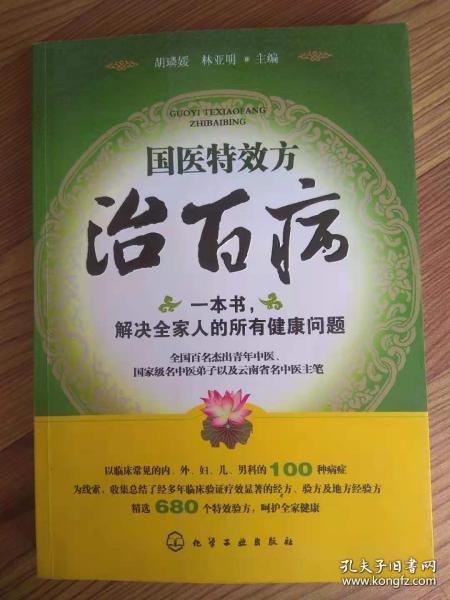 胡璘媛 林亚明 主编
GUOYI TEXIAOFANG
ZHIBAIBING
国医特效方
治百病
一本书，
解决全家人的所有健康问题
全国百名杰出青年中医、
国家级名中医弟子以及云南省名中医主笔
以临床常见的内、外、妇、儿、男科的100种病症
为线索，收集总结了经多年临床验证疗效显著的经方、验方及地方经验方
精选680个特效验方，呵护全家健康
化学工业出版社
孔夫子旧书网
www.kongfz.com